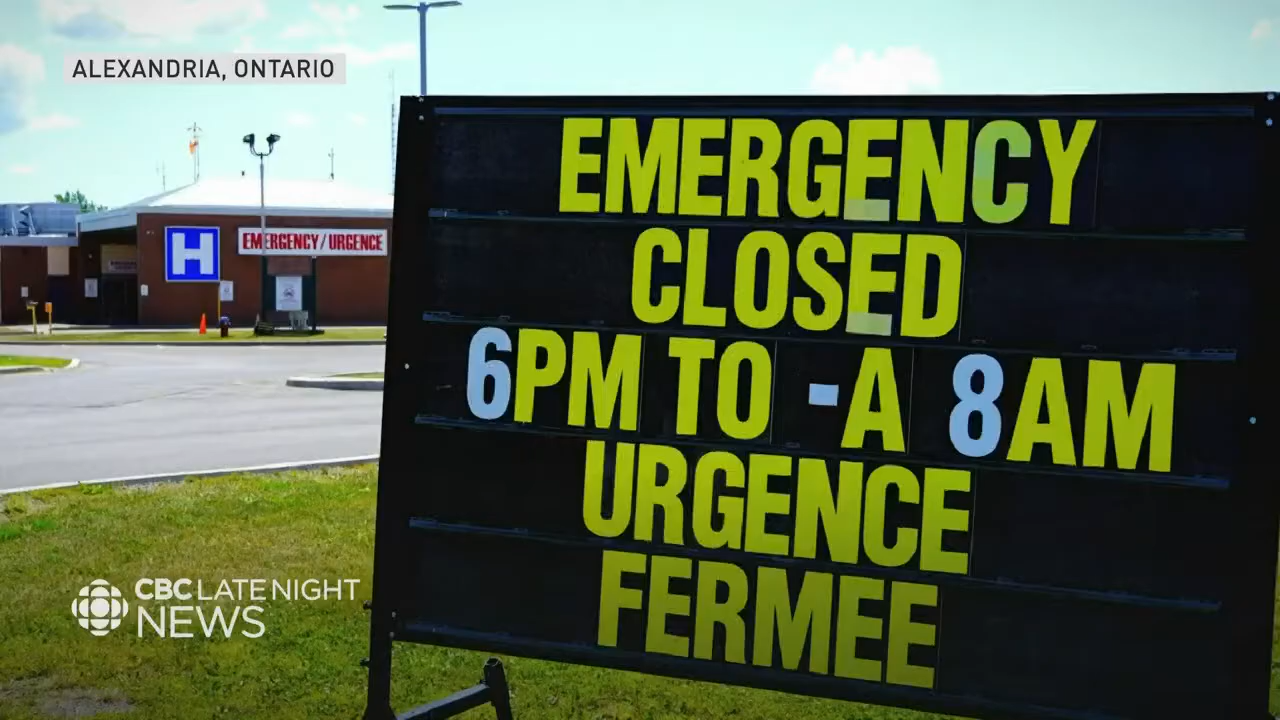 ALEXANDRIA, ONTARIO
EMERGENCY
CLOSED
6PM TO -A 8AM
URGENCE
FERMEE
H
EMERGENCY/URGENCE
CBC LATE NIGHT
NEWS